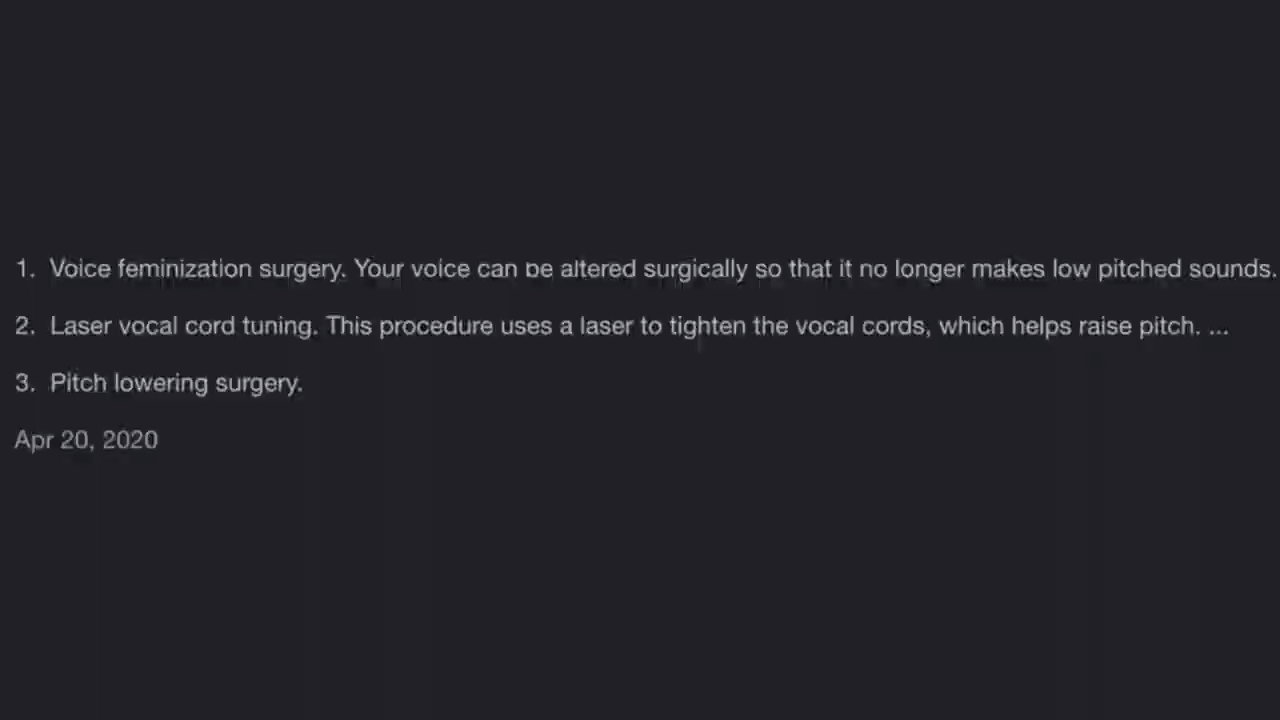 1. Voice feminization surgery. Your voice can be altered surgically so that it no longer makes low pitched sounds.
2. Laser vocal cord tuning. This procedure uses a laser to tighten the vocal cords, which helps raise pitch. ...
3. Pitch lowering surgery.
Apr 20, 2020